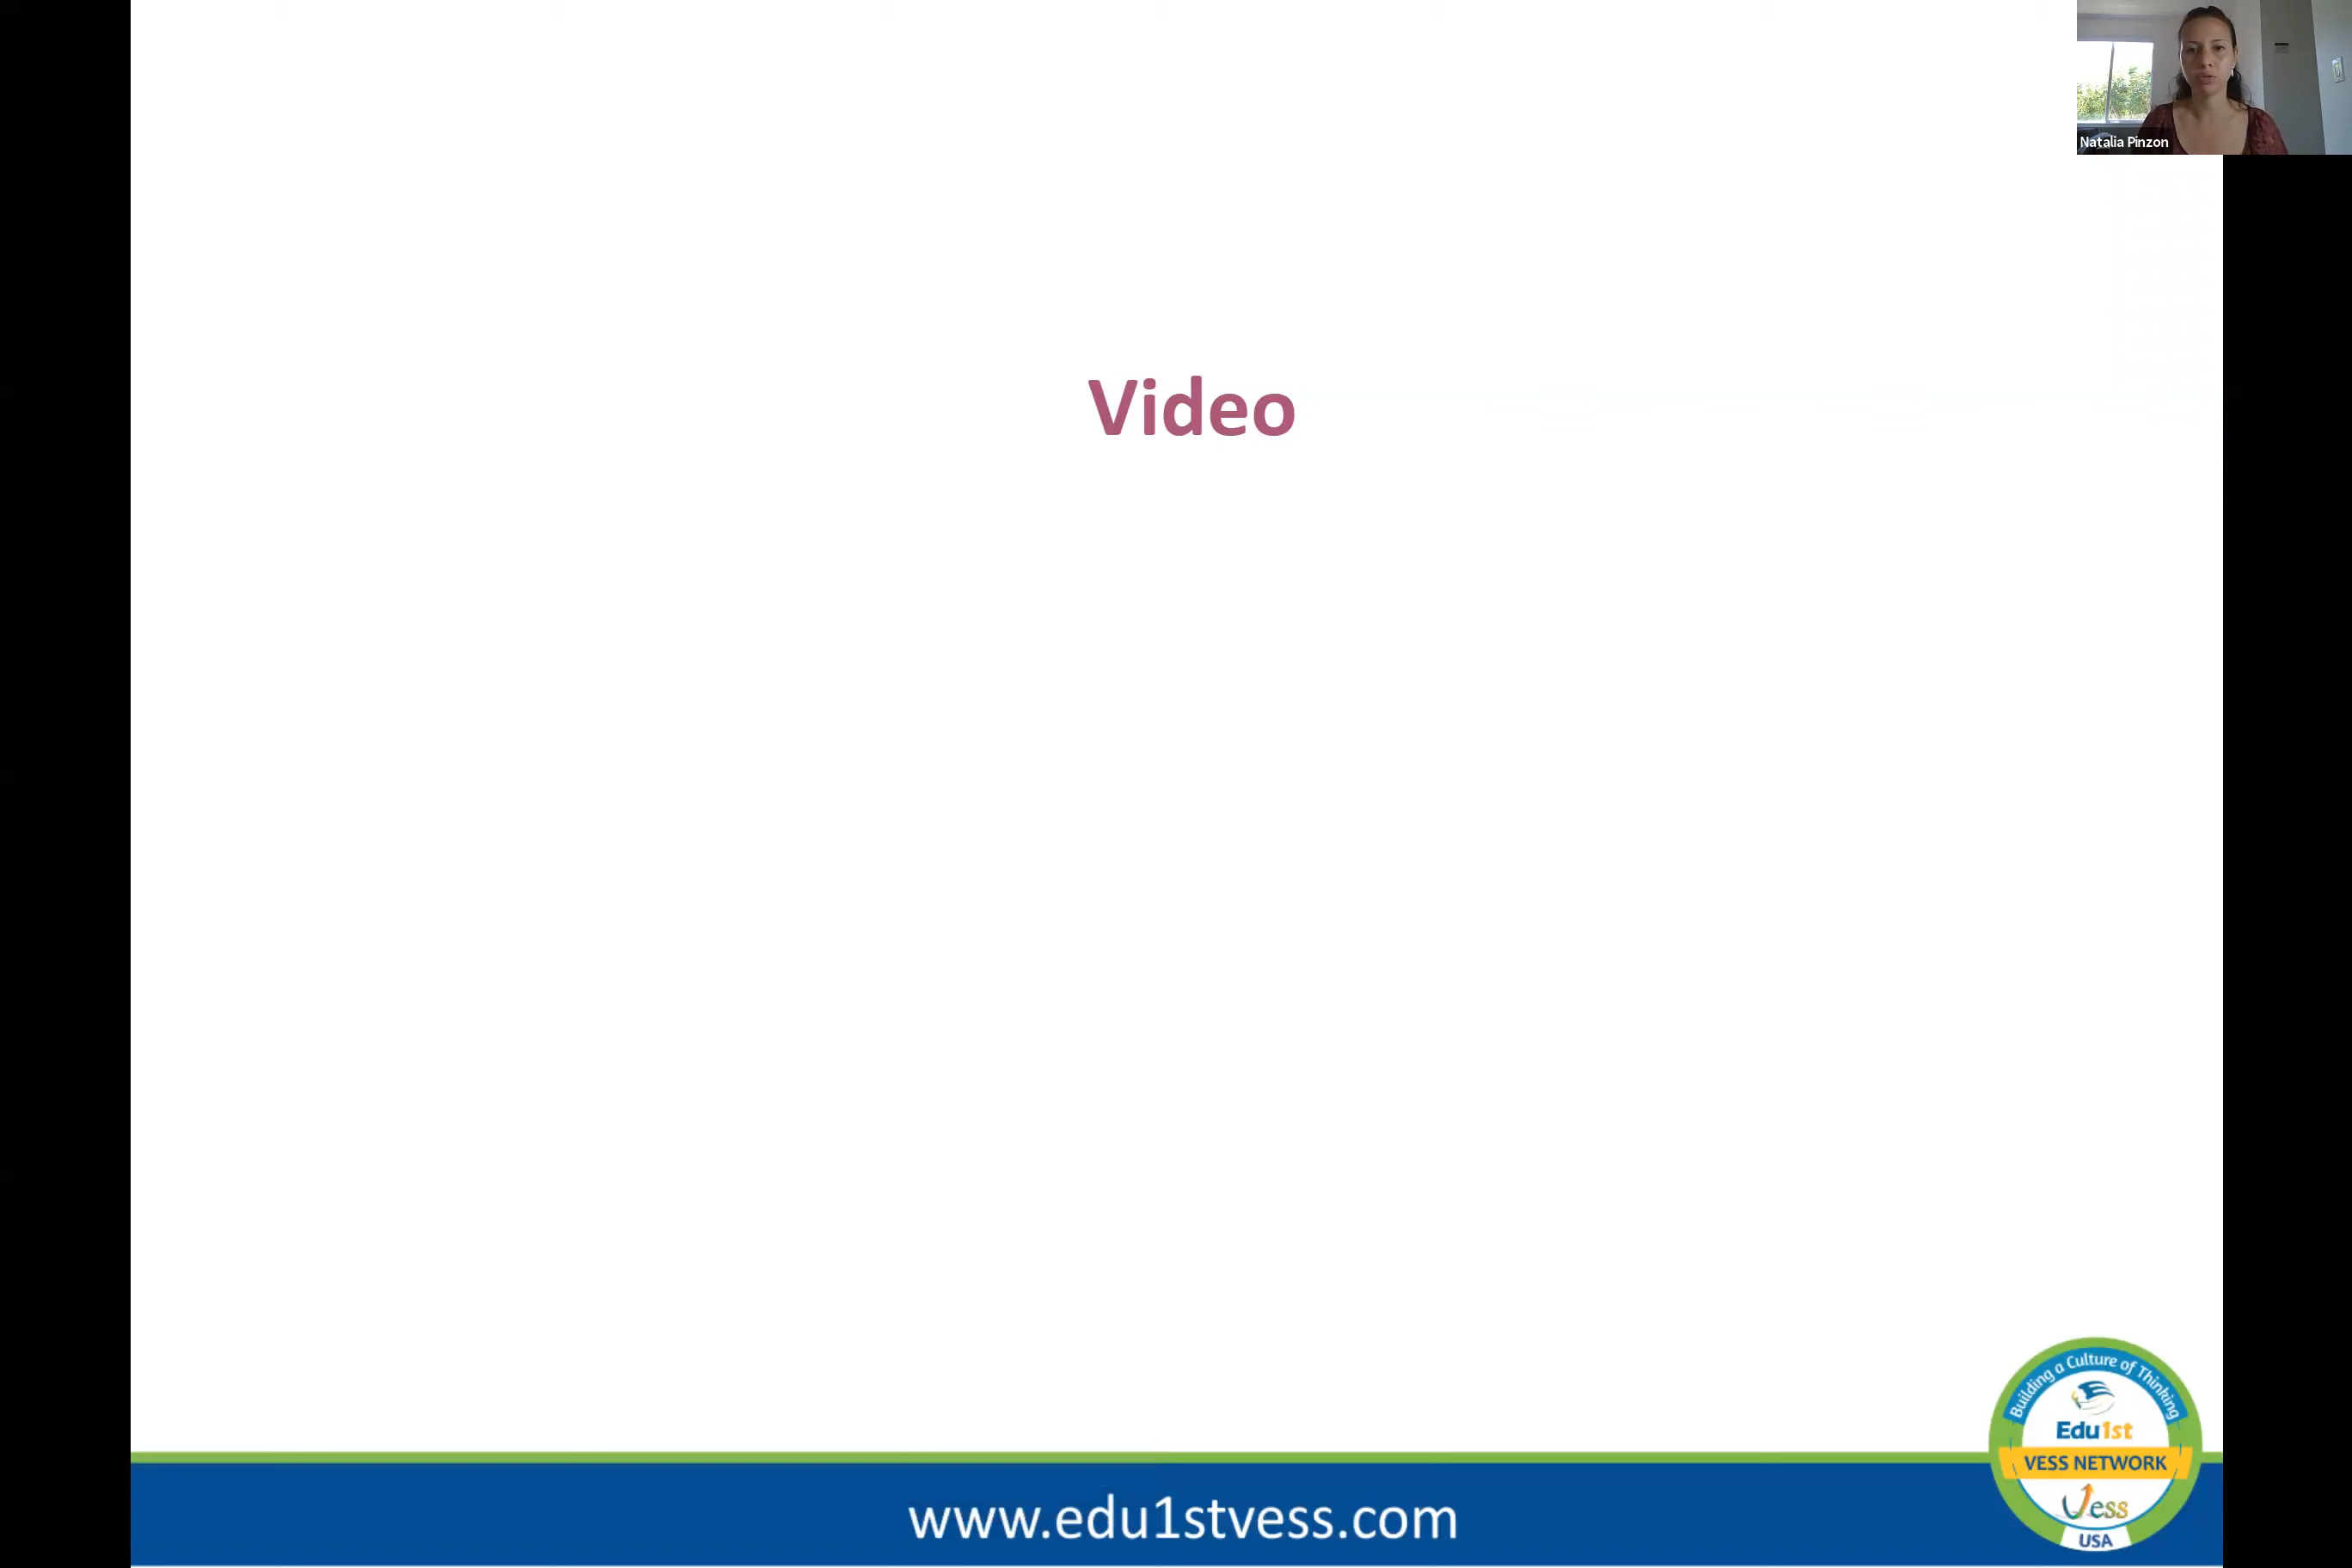 Natalia Pinzon
Video
Building a Culture of Thinking
Edu1st
VESS NETWORK
Vess
USA
www.edu1stvess.com